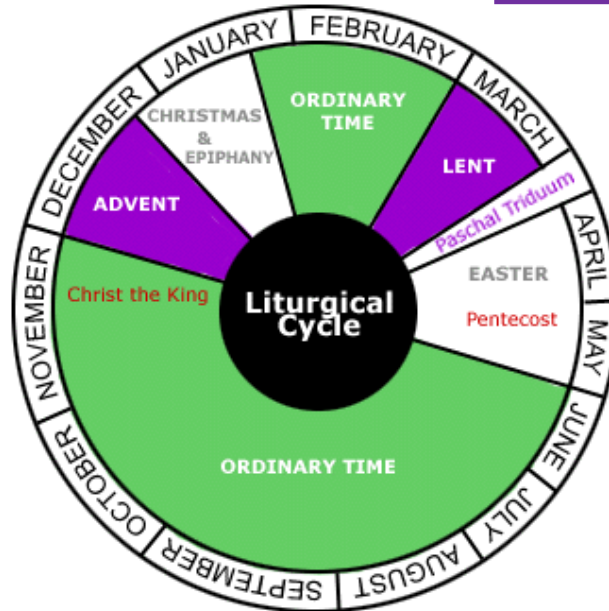 JANUARY
FEBRUARY
MARCH
APRIL
MAY
JUNE
JULY
AUGUST
SEPTEMBER
OCTOBER
NOVEMBER
DECEMBER
CHRISTMAS
&
EPIPHANY
ORDINARY
TIME
LENT
Paschal Triduum
EASTER
Pentecost
ORDINARY TIME
Christ the King
ADVENT
Liturgical
Cycle